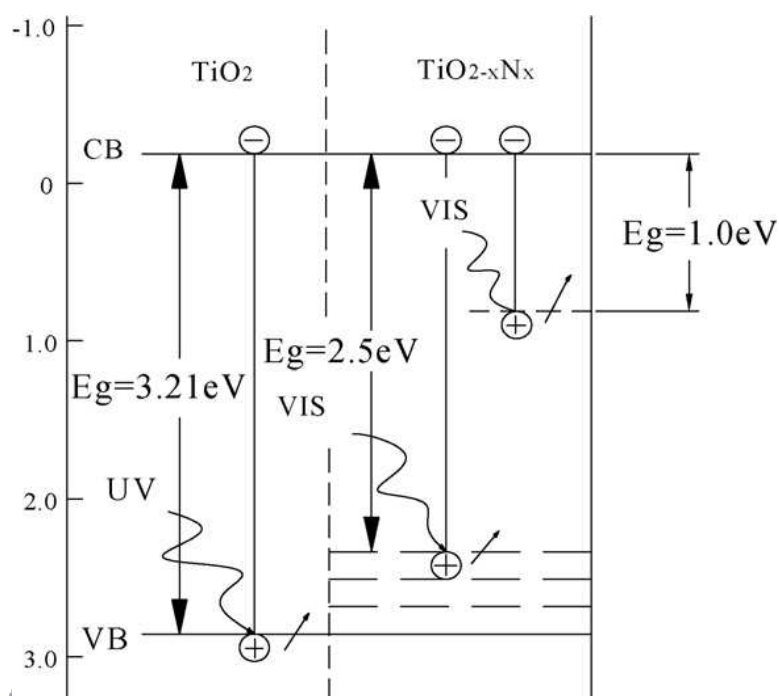 -1.0
TiO2
TiO2-xNx
CB
0
VIS
Eg=1.0eV
1.0
Eg=2.5eV
Eg=3.21eV
VIS
2.0
UV
VB
3.0